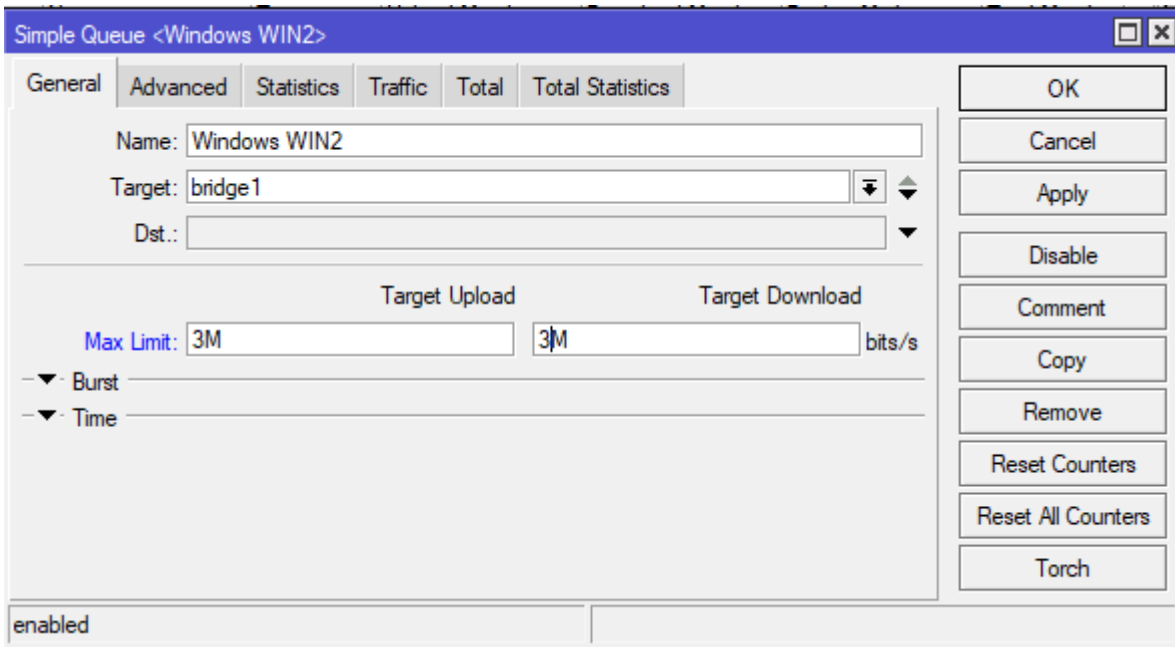 Simple Queue <Windows WIN2>
General Advanced Statistics Traffic Total Total Statistics
Name: Windows WIN2
Target: bridge1
Dst.:
Target Upload Target Download
Max Limit: 3M 3M bits/s
Burst
Time
OK
Cancel
Apply
Disable
Comment
Copy
Remove
Reset Counters
Reset All Counters
Torch
enabled